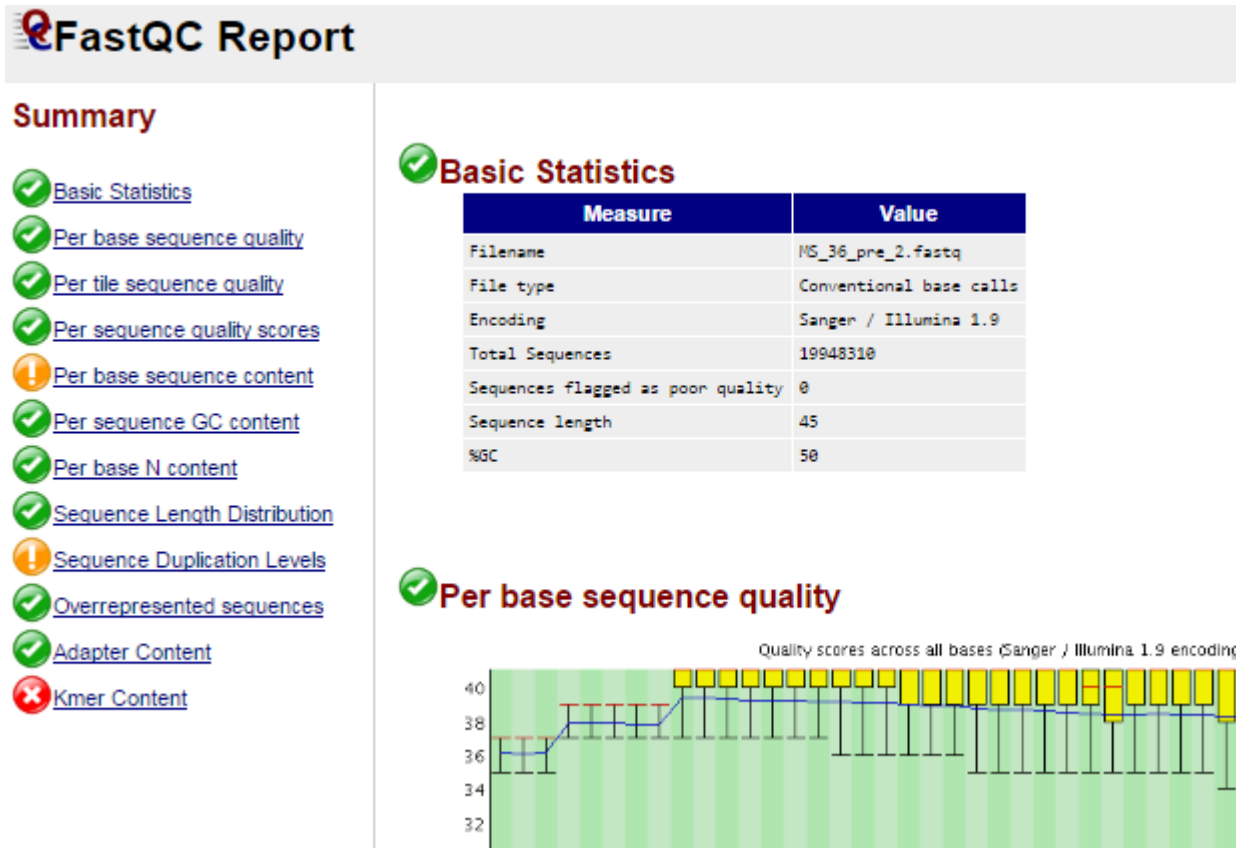 FastQC Report
Summary
Basic Statistics
Per base sequence quality
Per tile sequence quality
Per sequence quality scores
Per base sequence content
Per sequence GC content
Per base N content
Sequence Length Distribution
Sequence Duplication Levels
Overrepresented sequences
Adapter Content
Kmer Content
Basic Statistics
Measure Value
Filename MS_36_pre_2.fastq
File type Conventional base calls
Encoding Sanger / Illumina 1.9
Total Sequences 19948310
Sequences flagged as poor quality 0
Sequence length 45
%GC 50
Per base sequence quality
Quality scores across all bases (Sanger / Illumina 1.9 encoding
40
38
36
34
32